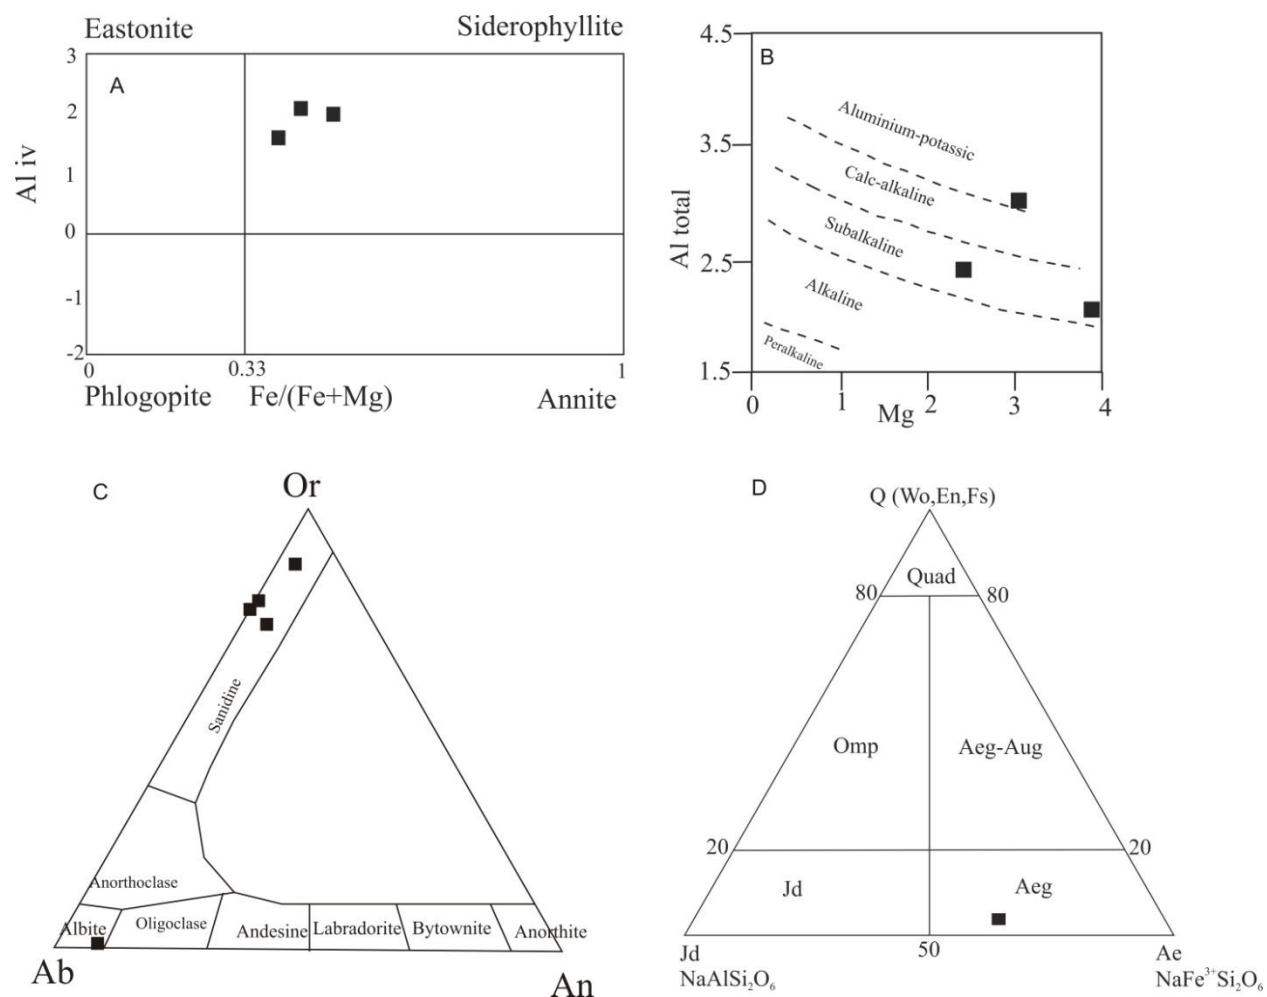 Eastonite
Siderophyllite
A
3
2
1
0
-1
-2
Al iv
0
0.33
1
Phlogopite
Fe/(Fe+Mg)
Annite
B
4.5
3.5
2.5
1.5
Al total
Aluminium-potassic
Calc-alkaline
Subalkaline
Alkaline
Peralkaline
0
1
2
3
4
Mg
C
Or
Sanidine
Anorthoclase
Albite
Oligoclase
Andesine
Labradorite
Bytownite
Anorthite
Ab
An
D
Q (Wo,En,Fs)
Quad
80
80
Omp
Aeg-Aug
20
20
Jd
Aeg
Jd
50
Ae
NaAlSi₂O₆
NaFe³⁺Si₂O₆